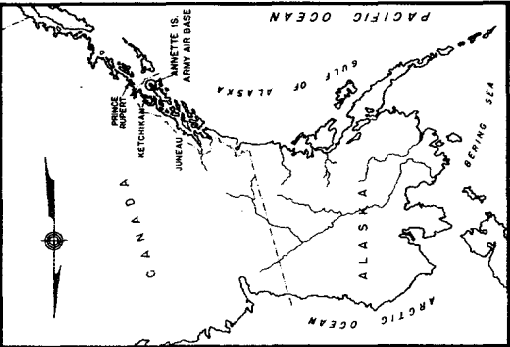 PACIFIC OCEAN
GULF OF ALASKA
ANNETTE IS.
ARMY AIR BASE
PRINCE
RUPERT
KETCHIKAN
JUNEAU
BERING SEA
CANADA
ALASKA
ARCTIC OCEAN